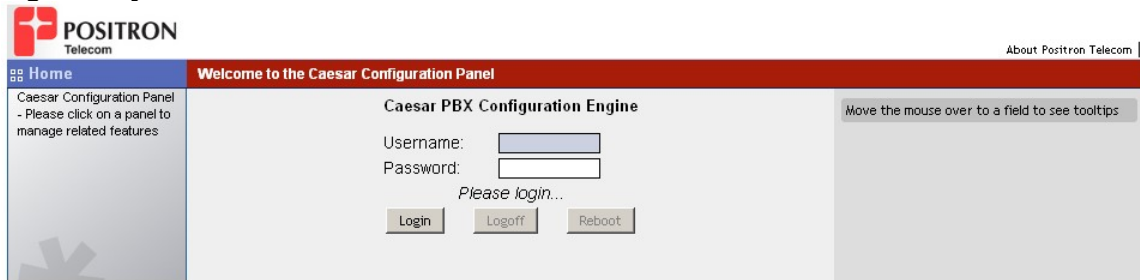 POSITRON
Telecom
About Positron Telecom
Home
Welcome to the Caesar Configuration Panel
Caesar Configuration Panel
- Please click on a panel to
manage related features
Caesar PBX Configuration Engine
Username:
Password:
Please login...
Login
Logoff
Reboot
Move the mouse over to a field to see tooltips